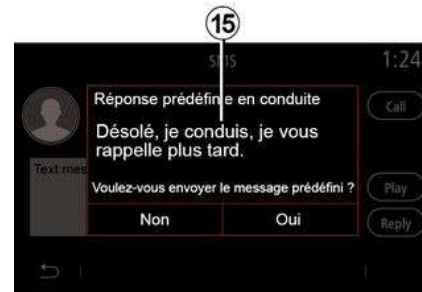 15
SMS
1:24
Réponse prédéfinie en conduite
Call
Désolé, je conduis, je vous
rappelle plus tard.
Text mes
Voulez-vous envoyer le message prédéfini ?
Play
Non
Oui
Reply